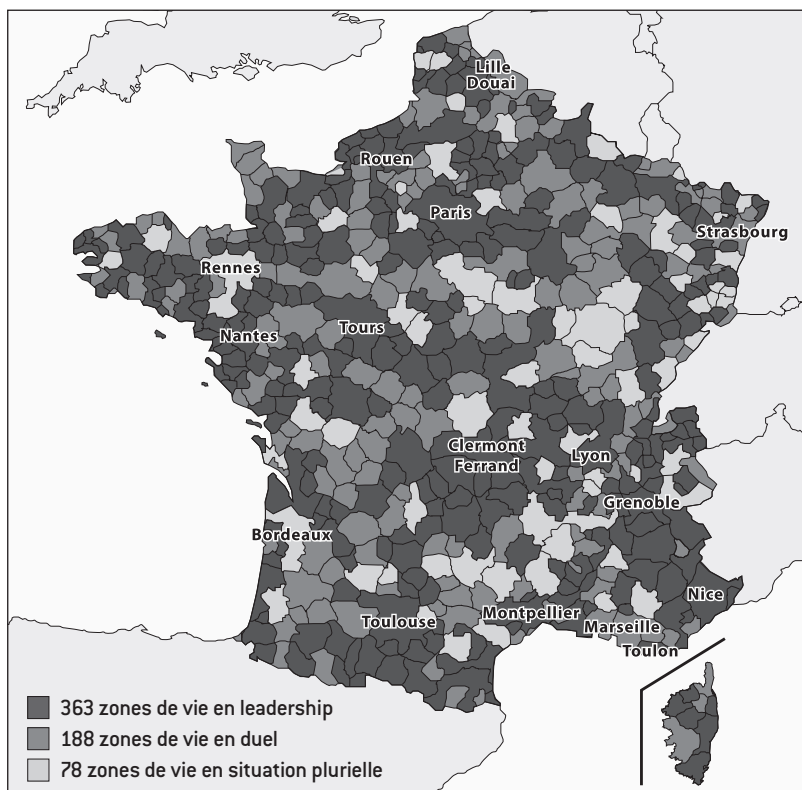 Lille
Douai
Rouen
Paris
Strasbourg
Rennes
Nantes
Tours
Clermont
Ferrand
Lyon
Grenoble
Bordeaux
Nice
Toulouse
Montpellier
Marseille
Toulon
363 zones de vie en leadership
188 zones de vie en duel
78 zones de vie en situation plurielle